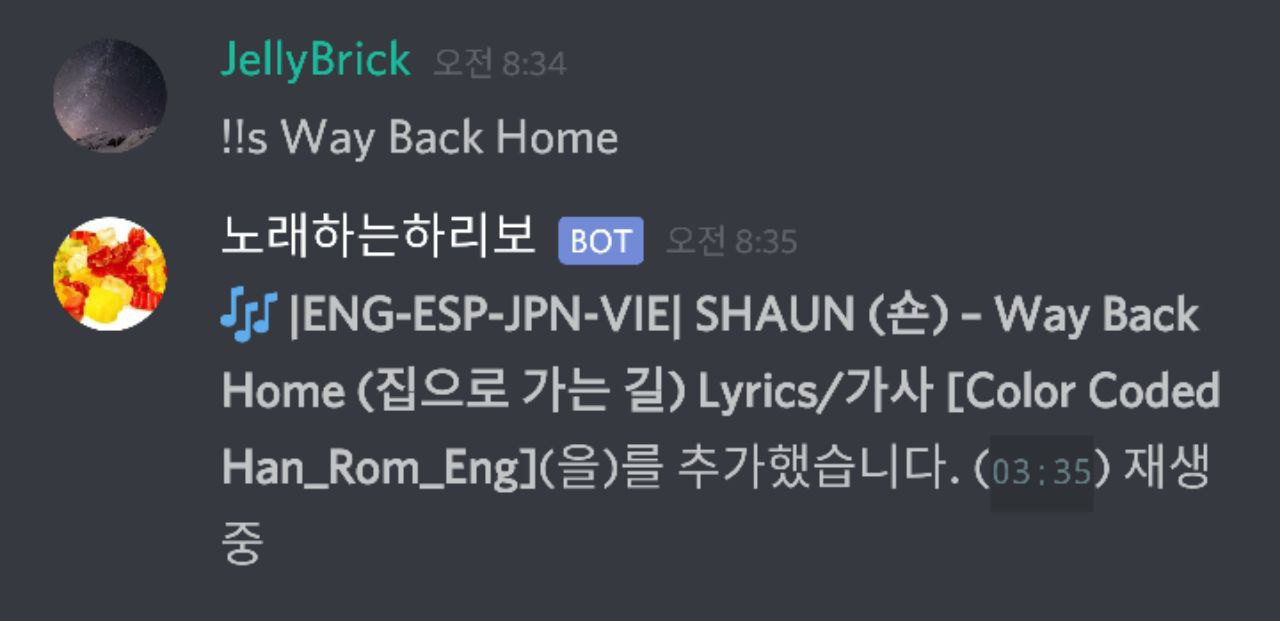 JellyBrick 오전 8:34
!!s Way Back Home
노래하는하리보 BOT 오전 8:35
🎶 |ENG-ESP-JPN-VIE| SHAUN (숀) – Way Back
Home (집으로 가는 길) Lyrics/가사 [Color Coded
Han_Rom_Eng](을)를 추가했습니다. (03:35) 재생
중